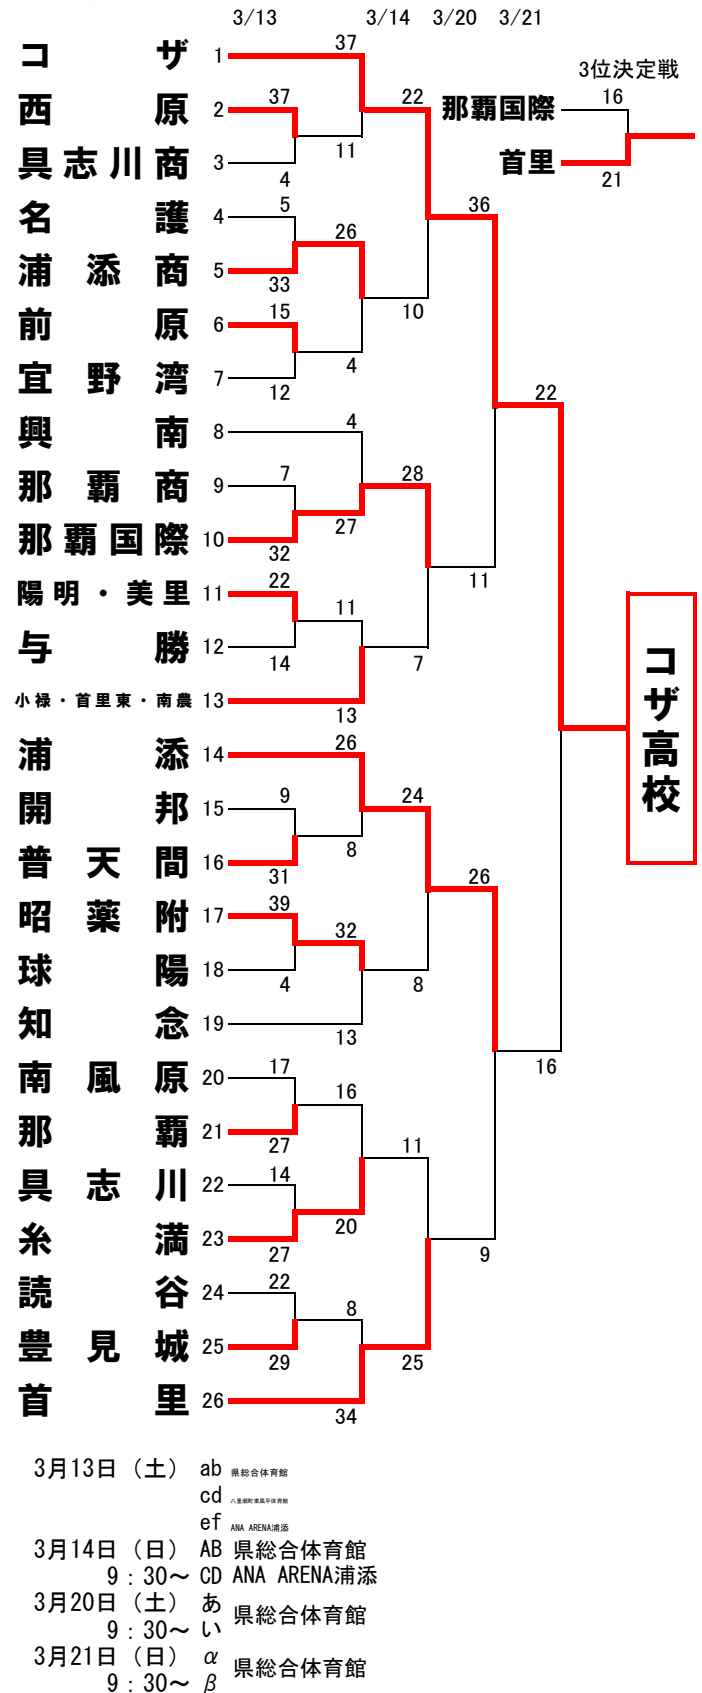 3/13 3/14 3/20 3/21
37
コザ 1
3位決定戦
西原 2 37 22 那覇国際 16
11
具志川商 3 4 首里 21
名護 4 5 36
26
浦添商 5 33
前原 6 15 10
4
宜野湾 7 12 22
興南 8 4
那覇商 9 7 28
27
那覇国際 10 32
陽明・美里 11 22 11
11
与勝 12 14 7
小禄・首里東・南農 13
13
コザ高校
浦添 14 26
開邦 15 9 24
8
普天間 16 31 26
昭薬附 17 39
32
球陽 18 4 8
知念 19 13
南風原 20 17 16
16
那覇 21 27 11
具志川 22 14
20
糸満 23 27 9
読谷 24 22
8
豊見城 25 29 25
首里 26
34
3月13日（土） ab 県総合体育館
cd 八重瀬町東風平体育館
ef ANA ARENA浦添
3月14日（日） AB 県総合体育館
9：30～ CD ANA ARENA浦添
3月20日（土） あ 県総合体育館
9：30～ い
3月21日（日） α 県総合体育館
9：30～ β